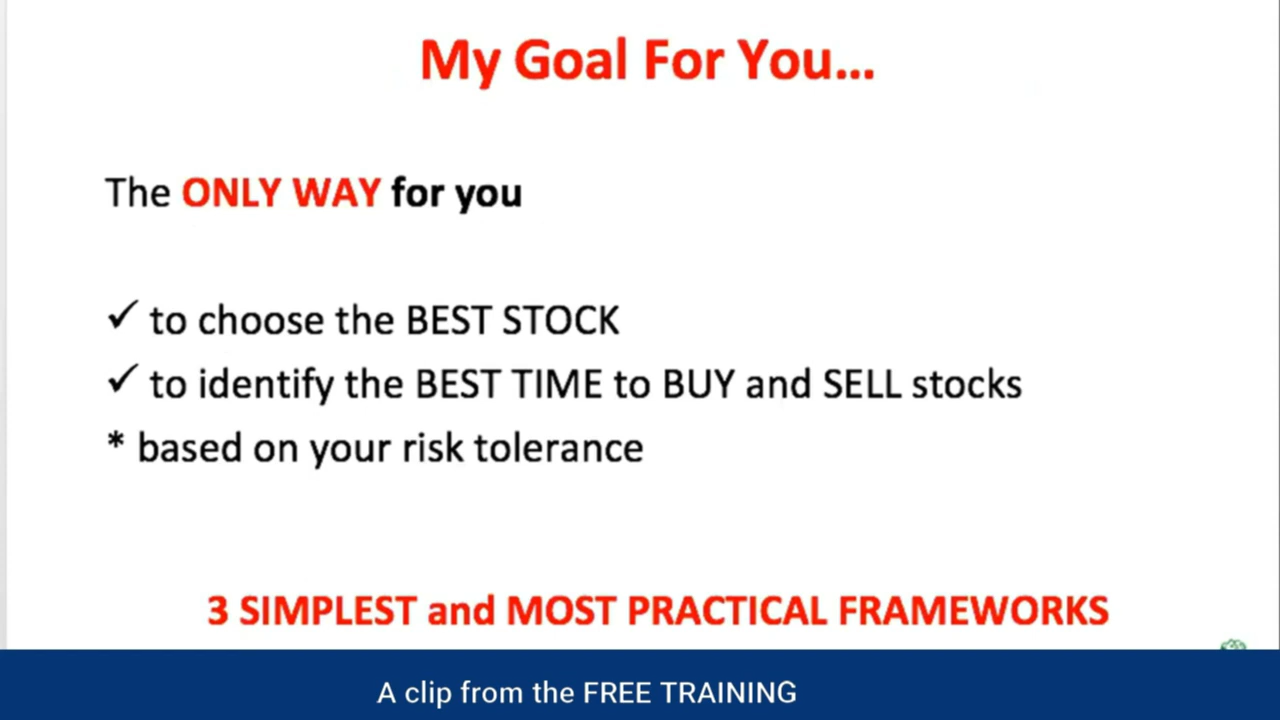 My Goal For You...
The ONLY WAY for you
✓ to choose the BEST STOCK
✓ to identify the BEST TIME to BUY and SELL stocks
* based on your risk tolerance
3 SIMPLEST and MOST PRACTICAL FRAMEWORKS
A clip from the FREE TRAINING